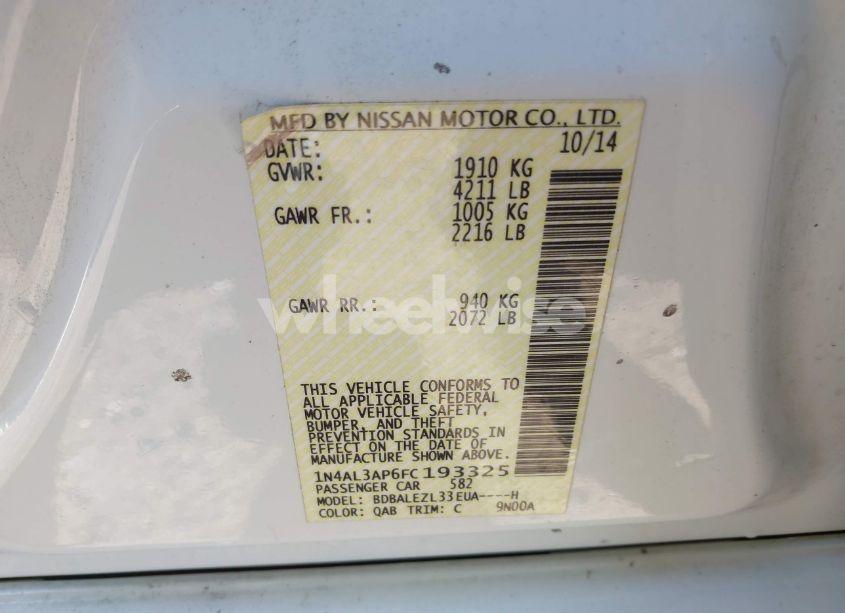 MFD BY NISSAN MOTOR CO., LTD.
DATE: 10/14
GVWR: 1910 KG
4211 LB
GAWR FR.: 1005 KG
2216 LB
GAWR RR.: 940 KG
2072 LB
wheelwise
THIS VEHICLE CONFORMS TO
ALL APPLICABLE FEDERAL
MOTOR VEHICLE SAFETY,
BUMPER, AND THEFT
PREVENTION STANDARDS IN
EFFECT ON THE DATE OF
MANUFACTURE SHOWN ABOVE.
1N4AL3AP6FC193325
PASSENGER CAR 582
MODEL: BDBALEZL33EUA----H
COLOR: QAB TRIM: C 9N00A